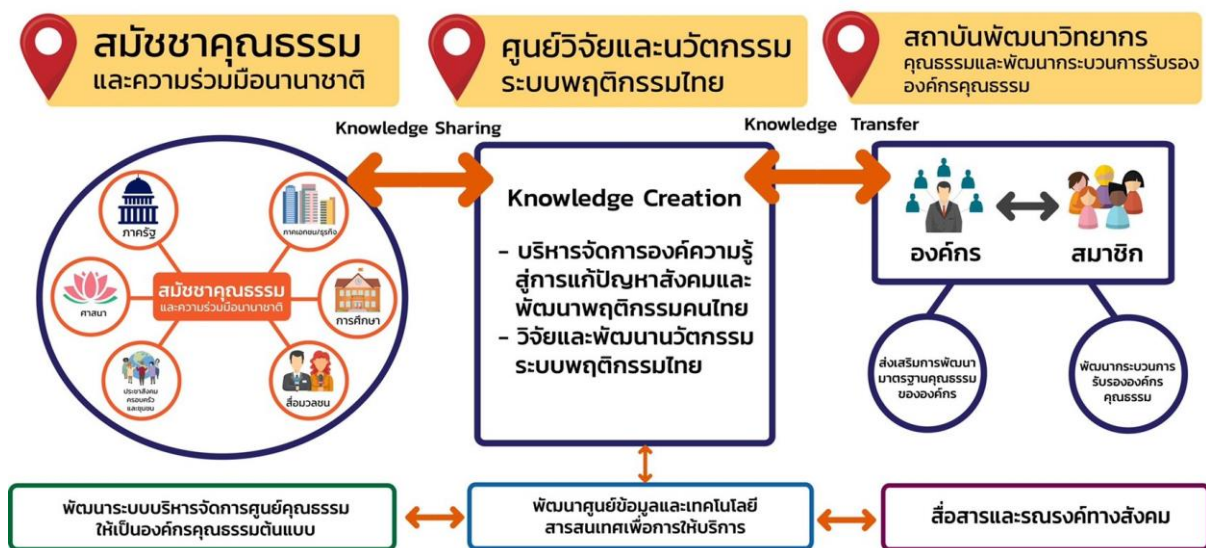 สมัชชาคุณธรรม
และความร่วมมือนานาชาติ
ศูนย์วิจัยและนวัตกรรม
ระบบพฤติกรรมไทย
สถาบันพัฒนาวิทยากร
คุณธรรมและพัฒนากระบวนการรับรอง
องค์กรคุณธรรม
Knowledge Sharing
Knowledge Transfer
ภาครัฐ
ภาคเอกชน/ธุรกิจ
ศาสนา
สมัชชาคุณธรรม
และความร่วมมือนานาชาติ
การศึกษา
ประชาสังคม
ครอบครัว
และชุมชน
สื่อมวลชน
Knowledge Creation
- บริหารจัดการองค์ความรู้
สู่การแก้ปัญหาสังคมและ
พัฒนาพฤติกรรมคนไทย
- วิจัยและพัฒนานวัตกรรม
ระบบพฤติกรรมไทย
องค์กร
สมาชิก
ส่งเสริมการพัฒนา
มาตรฐานคุณธรรม
ขององค์กร
พัฒนากระบวนการ
รับรององค์กร
คุณธรรม
พัฒนาระบบบริหารจัดการศูนย์คุณธรรม
ให้เป็นองค์กรคุณธรรมต้นแบบ
พัฒนาศูนย์ข้อมูลและเทคโนโลยี
สารสนเทศเพื่อการให้บริการ
สื่อสารและรณรงค์ทางสังคม